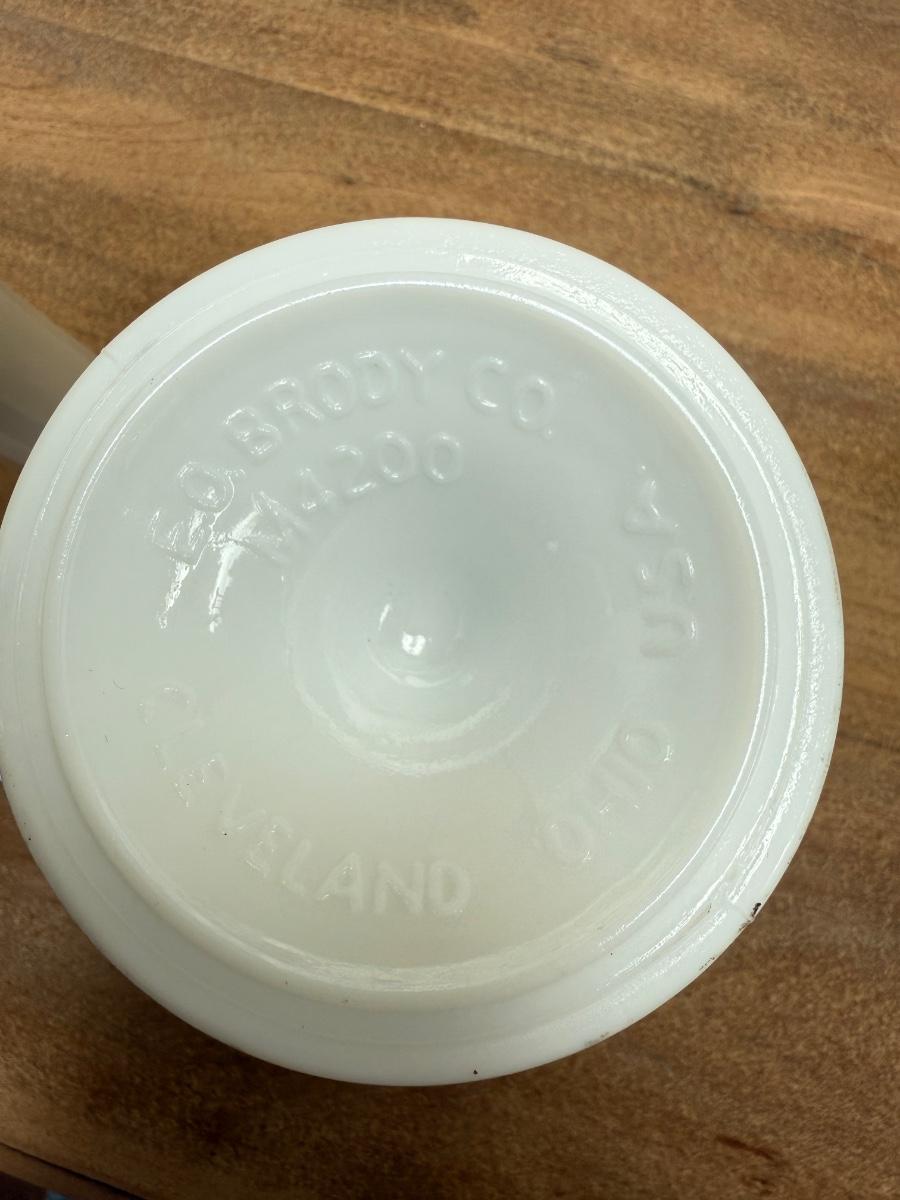 E.O. BRODY CO.
M4200
CLEVELAND OHIO USA